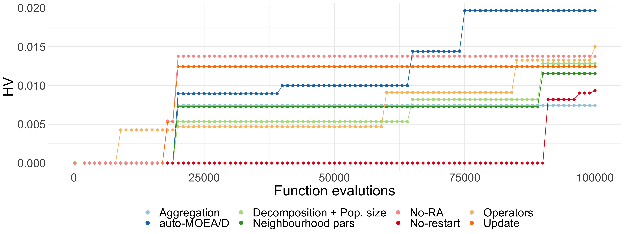 0.020
0.015
0.010
0.005
0.000
HV
0 25000 50000 75000 100000
Function evalutions
Aggregation Decomposition + Pop. size No-RA Operators
auto-MOEA/D Neighbourhood pars No-restart Update